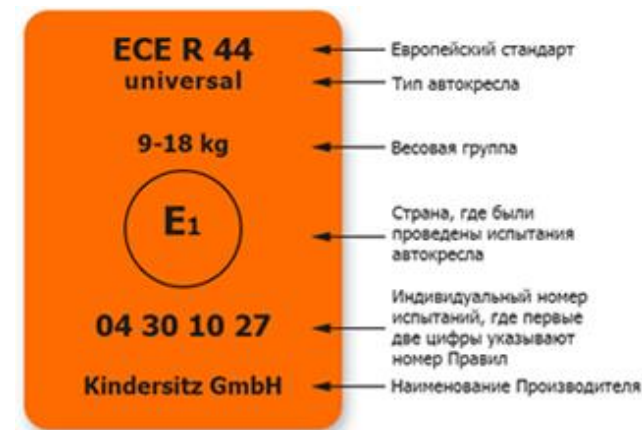 ECE R 44
Европейский стандарт
universal
Тип автокресла
9-18 kg
Весовая группа
E1
Страна, где были
проведены испытания
автокресла
04 30 10 27
Индивидуальный номер
испытаний, где первые
две цифры указывают
номер Правил
Kindersitz GmbH
Наименование Производителя